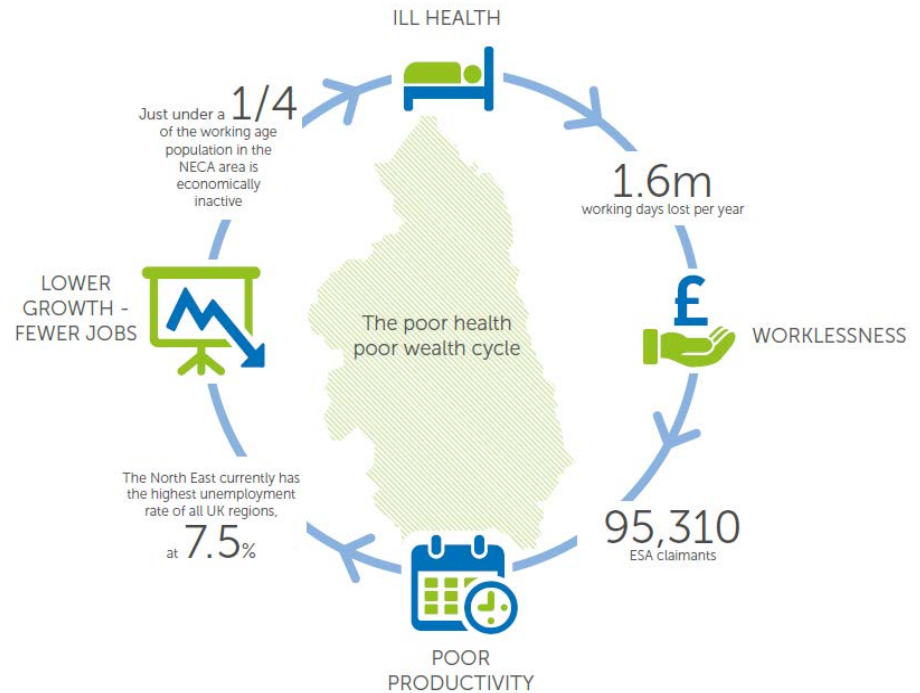 ILL HEALTH
Just under a 1/4
of the working age
population in the
NECA area is
economically
inactive
1.6m
working days lost per year
LOWER
GROWTH -
FEWER JOBS
The poor health
poor wealth cycle
£
WORKLESSNESS
The North East currently has
the highest unemployment
rate of all UK regions,
at 7.5%
95,310
ESA claimants
POOR
PRODUCTIVITY